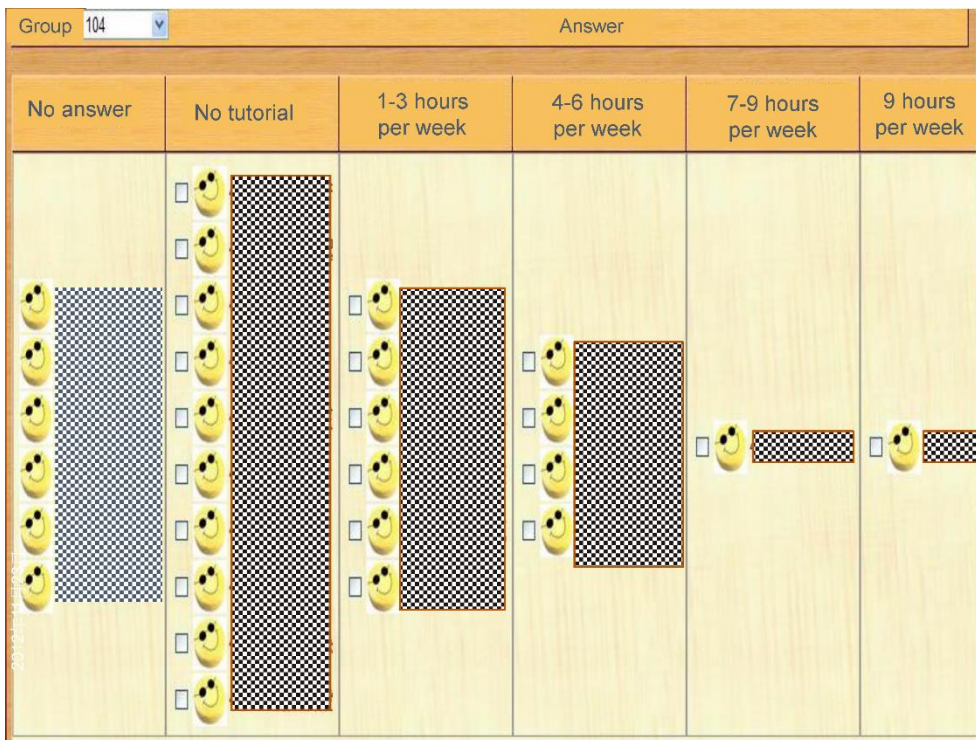 Group 104 Answer
No answer
No tutorial
1-3 hours
per week
4-6 hours
per week
7-9 hours
per week
9 hours
per week